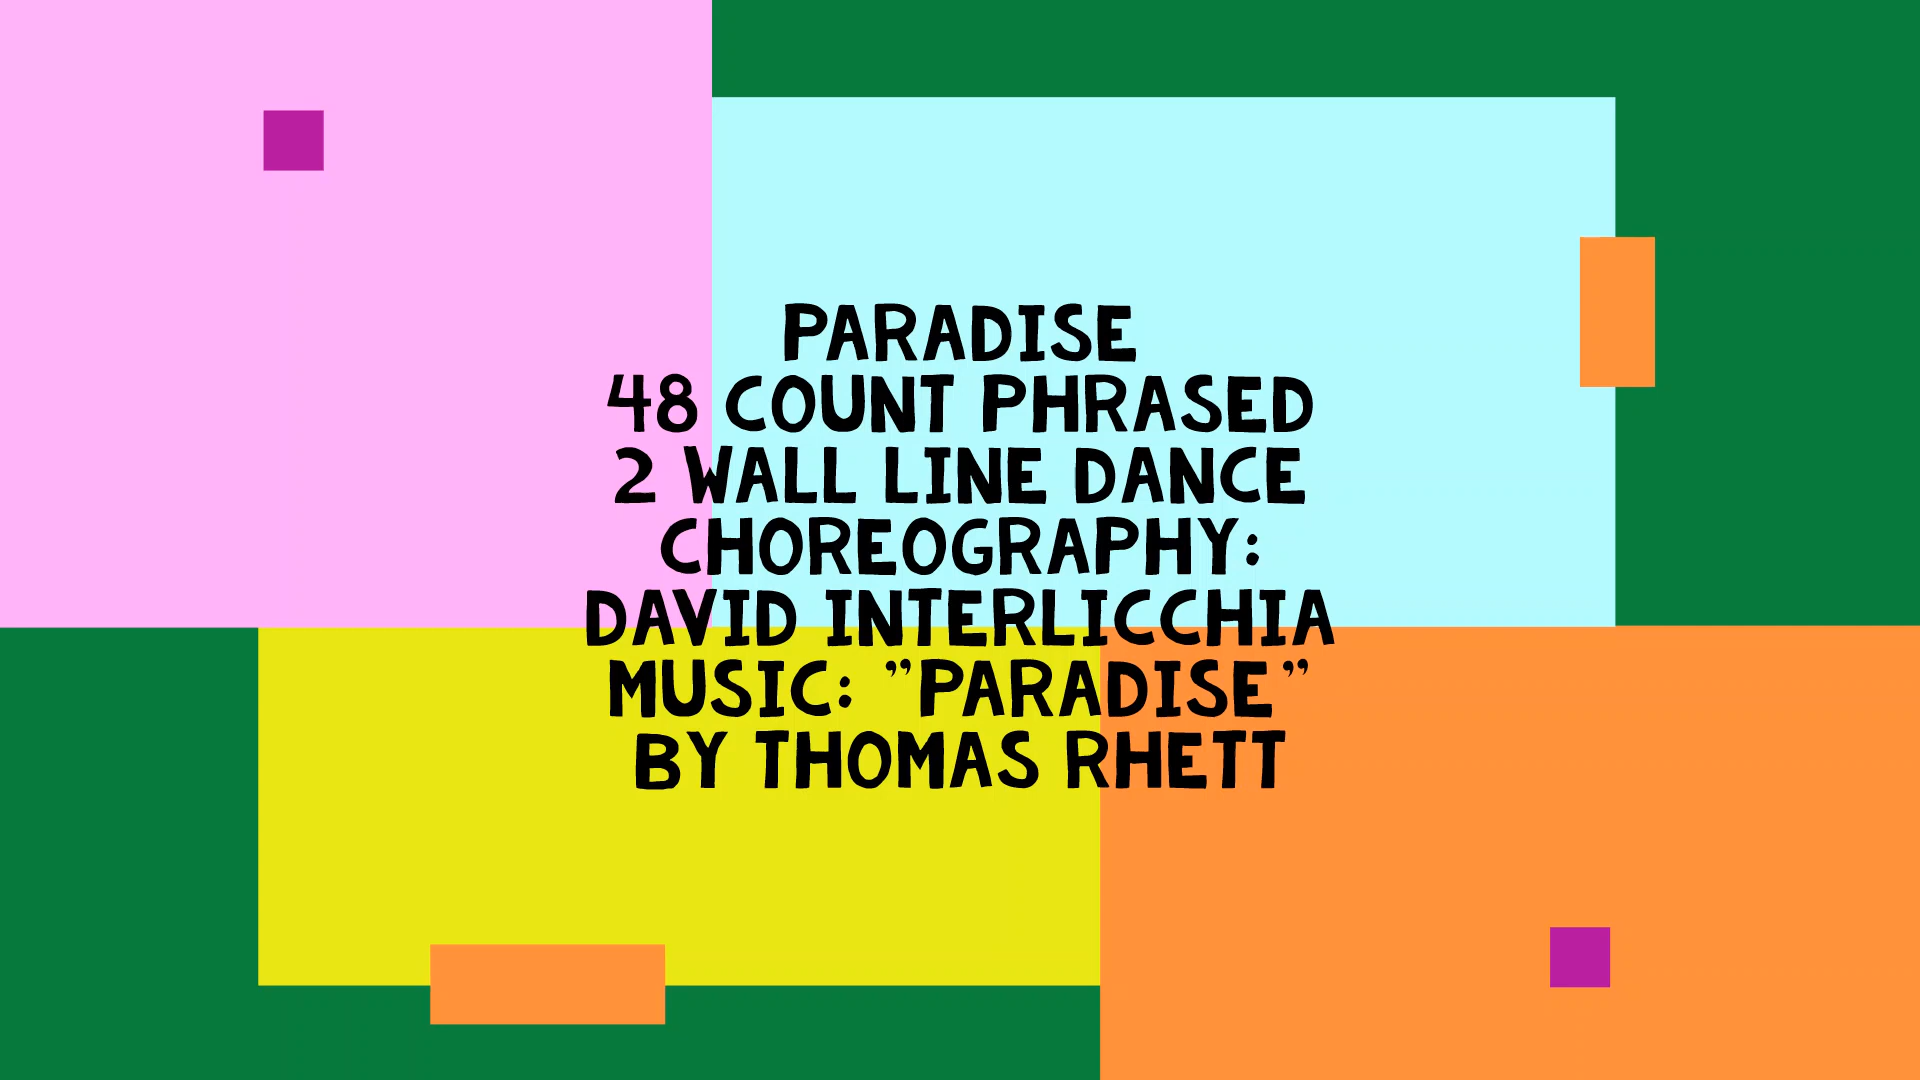 PARADISE
48 COUNT PHRASED
2 WALL LINE DANCE
CHOREOGRAPHY:
DAVID INTERLICCHIA
MUSIC: ”PARADISE”
BY THOMAS RHETT